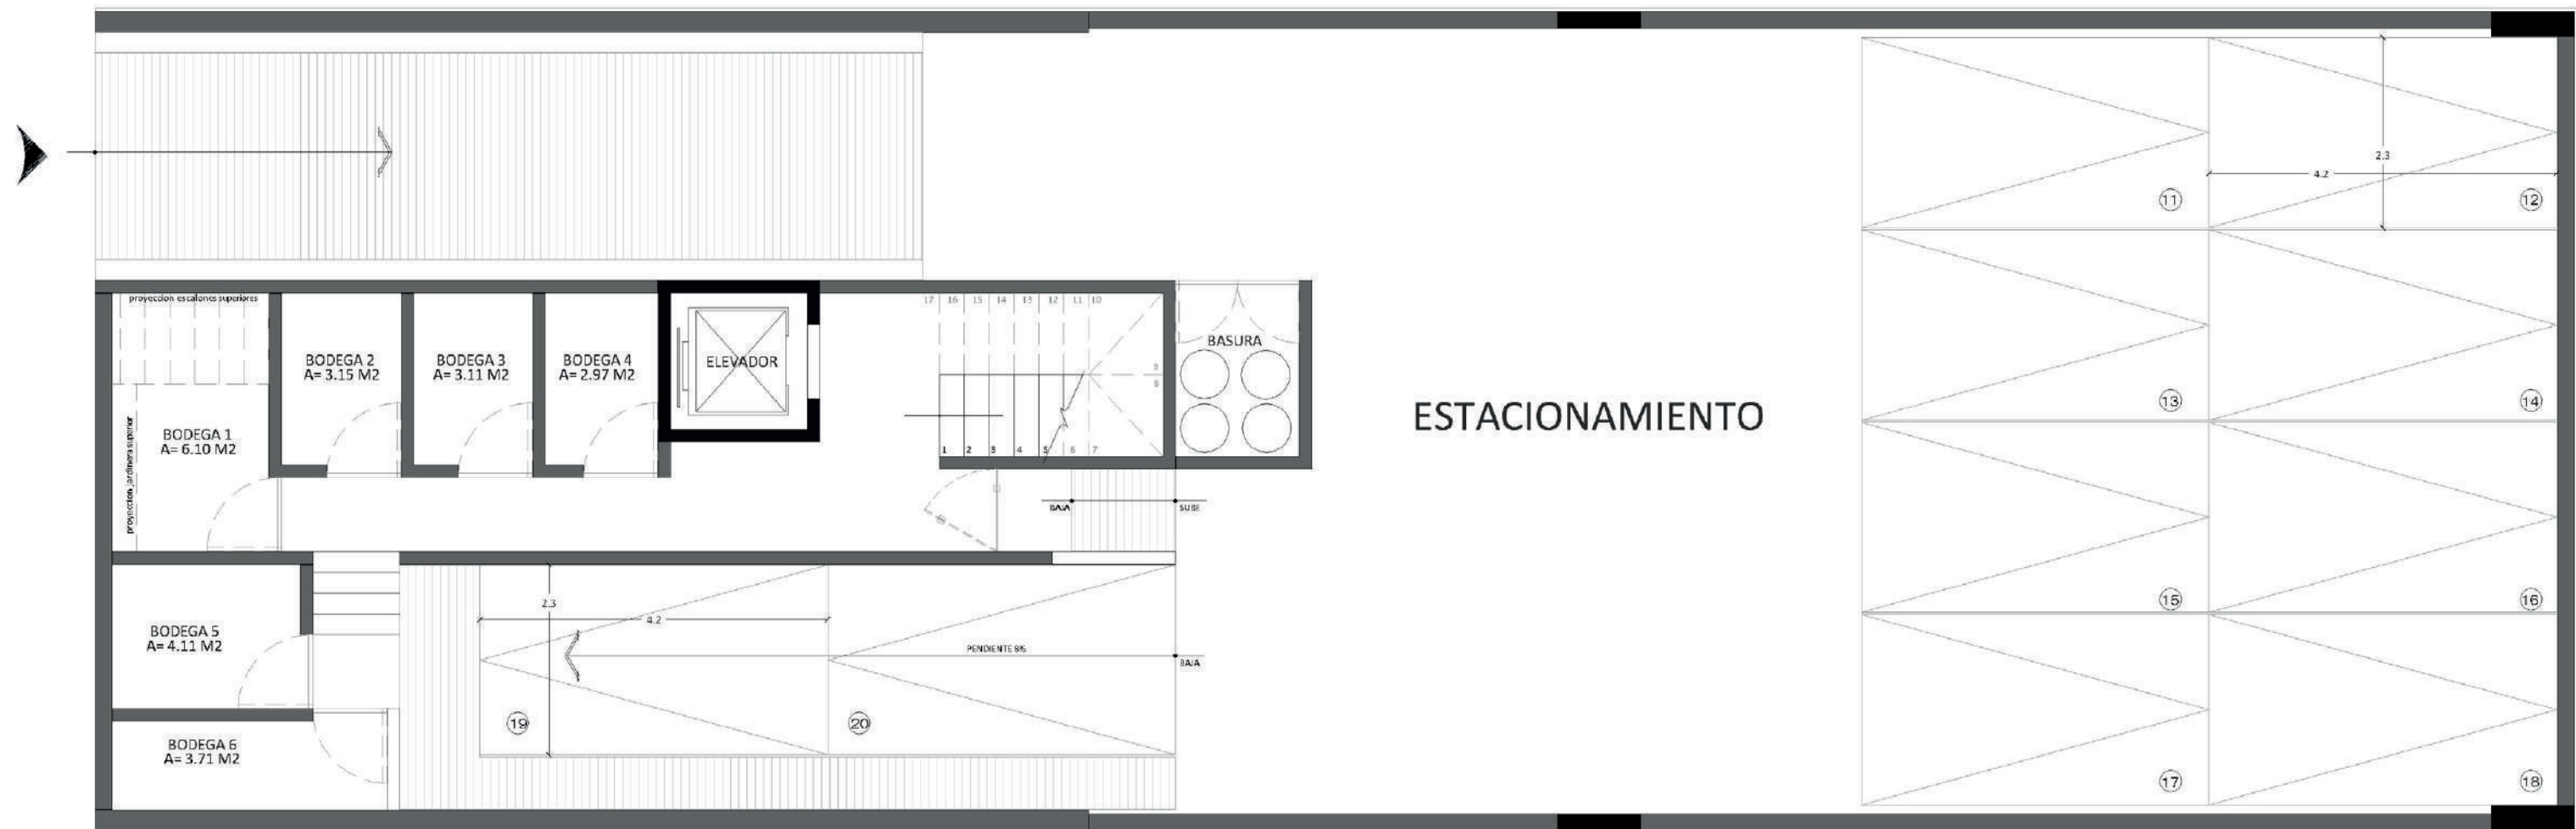 proyeccion escalones superiores
17 16 15 14 13 12 11 10
BODEGA 2
A= 3.15 M2
BODEGA 3
A= 3.11 M2
BODEGA 4
A= 2.97 M2
ELEVADOR
9
8
BASURA
2.3
4.2
11
12
proyeccion jardinera superior
BODEGA 1
A= 6.10 M2
1 2 3 4 5 6 7
ESTACIONAMIENTO
13
14
BAJA
SUBE
BODEGA 5
A= 4.11 M2
2.3
4.2
PENDIENTE 8%
BAJA
15
16
BODEGA 6
A= 3.71 M2
19
20
17
18